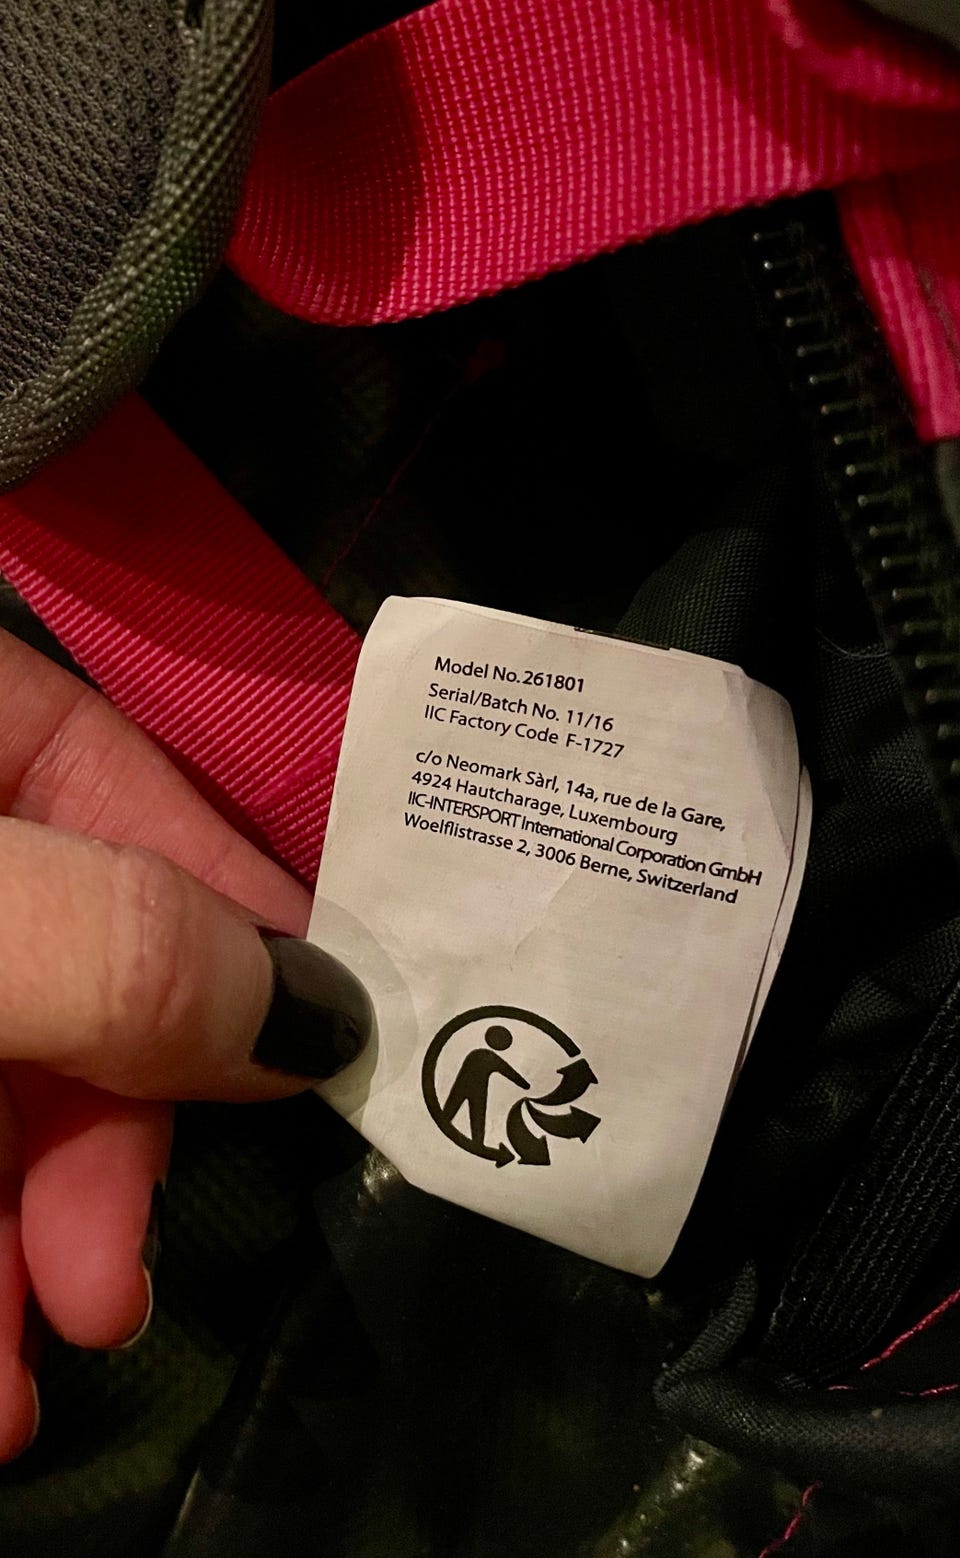 Model No.261801
Serial/Batch No. 11/16
IIC Factory Code F-1727
c/o Neomark Sàrl, 14a, rue de la Gare,
4924 Hautcharage, Luxembourg
IIC-INTERSPORT International Corporation GmbH
Woelflistrasse 2, 3006 Berne, Switzerland